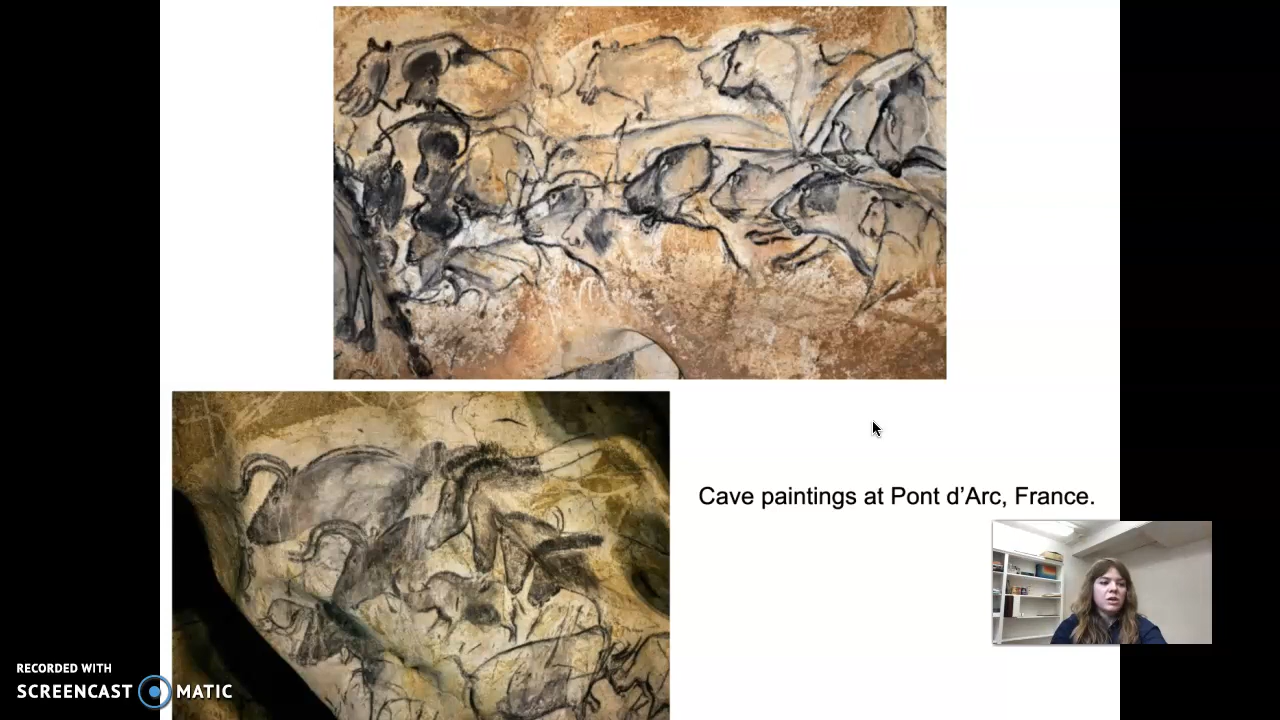 Cave paintings at Pont d’Arc, France.
RECORDED WITH
SCREENCAST MATIC